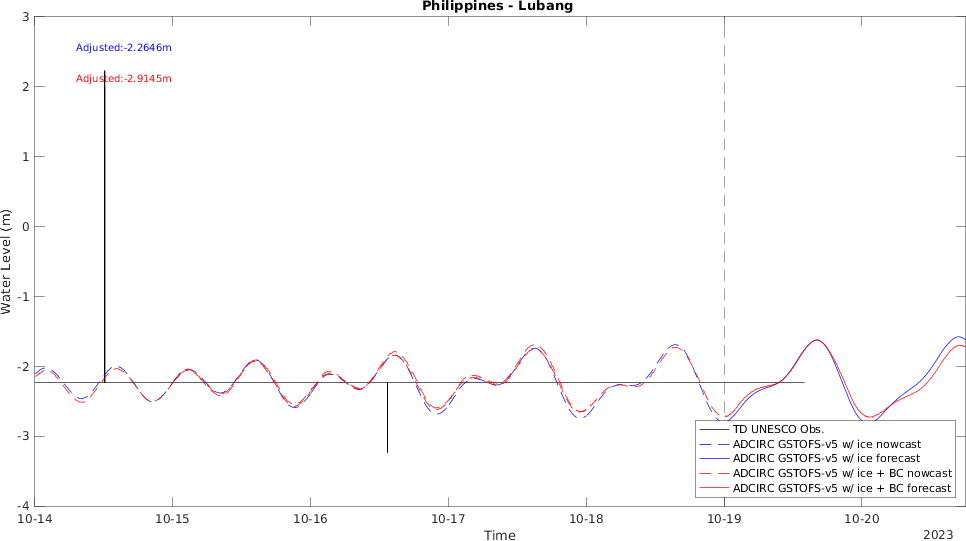 Philippines - Lubang
Adjusted:-2.2646m
Adjusted:-2.9145m
Water Level (m)
3
2
1
0
-1
-2
-3
-4
TD UNESCO Obs.
ADCIRC GSTOFS-v5 w/ ice nowcast
ADCIRC GSTOFS-v5 w/ ice forecast
ADCIRC GSTOFS-v5 w/ ice + BC nowcast
ADCIRC GSTOFS-v5 w/ ice + BC forecast
10-14 10-15 10-16 10-17 10-18 10-19 10-20
Time
2023